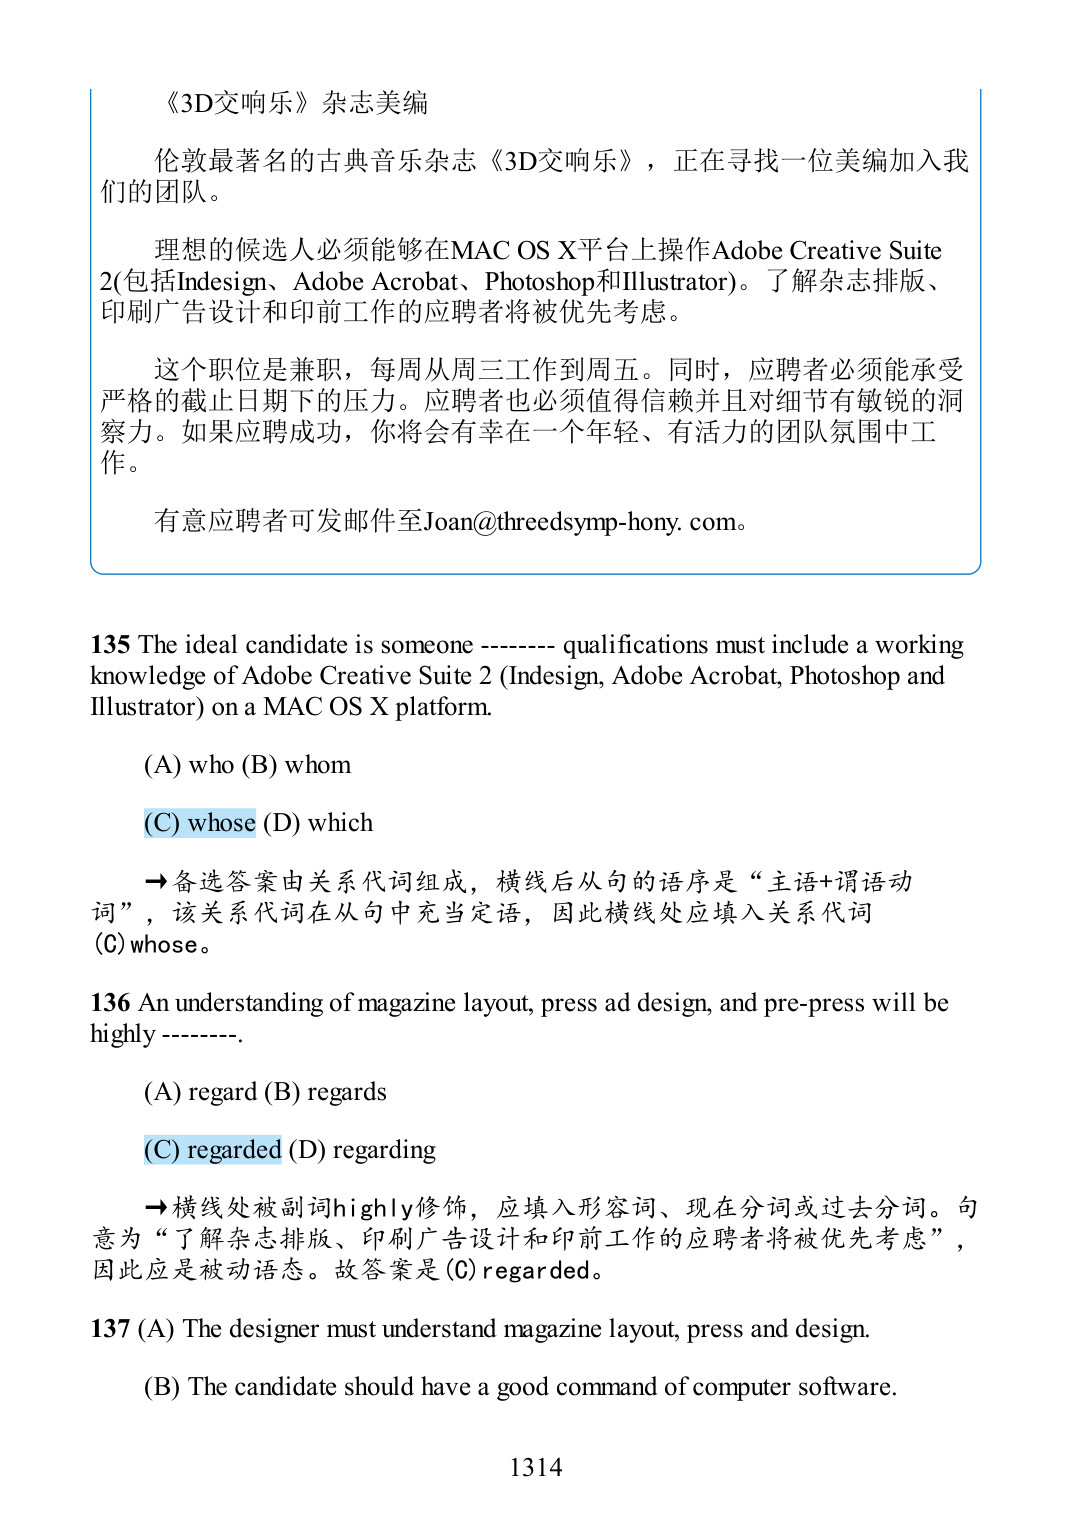 《3D交响乐》杂志美编
伦敦最著名的古典音乐杂志《3D交响乐》，正在寻找一位美编加入我
们的团队。
理想的候选人必须能够在MAC OS X平台上操作Adobe Creative Suite
2(包括Indesign、Adobe Acrobat、Photoshop和Illustrator)。了解杂志排版、
印刷广告设计和印前工作的应聘者将被优先考虑。
这个职位是兼职，每周从周三工作到周五。同时，应聘者必须能承受
严格的截止日期下的压力。应聘者也必须值得信赖并且对细节有敏锐的洞
察力。如果应聘成功，你将会有幸在一个年轻、有活力的团队氛围中工
作。
有意应聘者可发邮件至Joan@threedsymp-hony. com。
135 The ideal candidate is someone -------- qualifications must include a working
knowledge of Adobe Creative Suite 2 (Indesign, Adobe Acrobat, Photoshop and
Illustrator) on a MAC OS X platform.
(A) who (B) whom
(C) whose (D) which
→备选答案由关系代词组成，横线后从句的语序是“主语+谓语动
词”，该关系代词在从句中充当定语，因此横线处应填入关系代词
(C)whose。
136 An understanding of magazine layout, press ad design, and pre-press will be
highly --------.
(A) regard (B) regards
(C) regarded (D) regarding
→横线处被副词highly修饰，应填入形容词、现在分词或过去分词。句
意为“了解杂志排版、印刷广告设计和印前工作的应聘者将被优先考虑”，
因此应是被动语态。故答案是(C)regarded。
137 (A) The designer must understand magazine layout, press and design.
(B) The candidate should have a good command of computer software.
1314